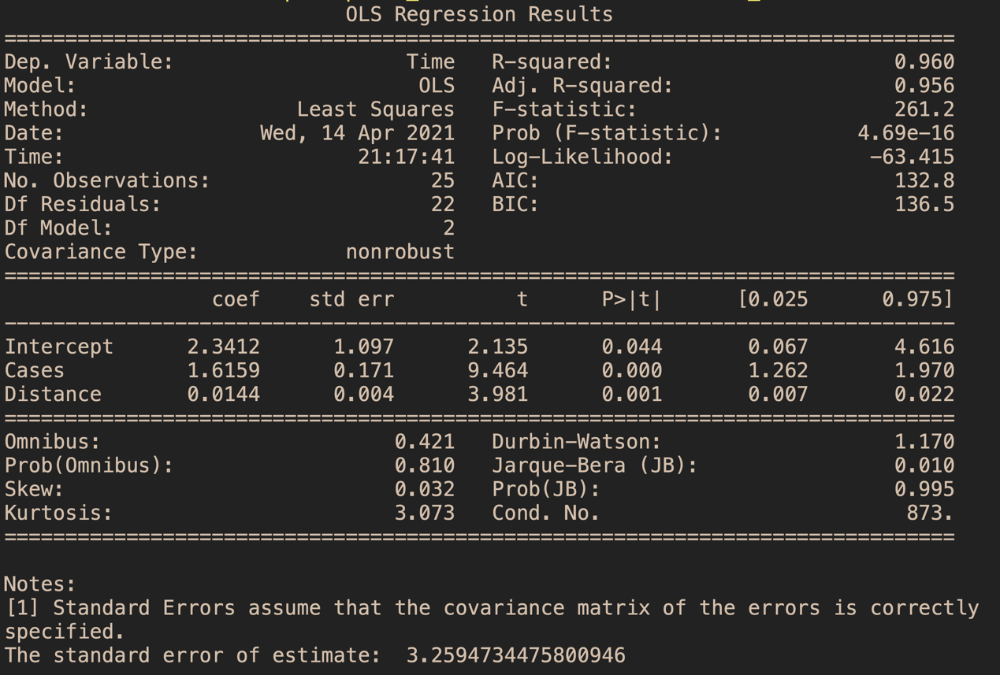 OLS Regression Results
==============================================================================
Dep. Variable:                   Time   R-squared:                       0.960
Model:                            OLS   Adj. R-squared:                  0.956
Method:                 Least Squares   F-statistic:                     261.2
Date:                Wed, 14 Apr 2021   Prob (F-statistic):           4.69e-16
Time:                        21:17:41   Log-Likelihood:                -63.415
No. Observations:                  25   AIC:                             132.8
Df Residuals:                      22   BIC:                             136.5
Df Model:                           2
Covariance Type:            nonrobust
==============================================================================
                 coef    std err          t      P>|t|      [0.025      0.975]
------------------------------------------------------------------------------
Intercept      2.3412      1.097      2.135      0.044       0.067       4.616
Cases          1.6159      0.171      9.464      0.000       1.262       1.970
Distance       0.0144      0.004      3.981      0.001       0.007       0.022
==============================================================================
Omnibus:                        0.421   Durbin-Watson:                   1.170
Prob(Omnibus):                  0.810   Jarque-Bera (JB):                0.010
Skew:                           0.032   Prob(JB):                        0.995
Kurtosis:                       3.073   Cond. No.                         873.
==============================================================================
Notes:
[1] Standard Errors assume that the covariance matrix of the errors is correctly
specified.
The standard error of estimate:  3.2594734475800946